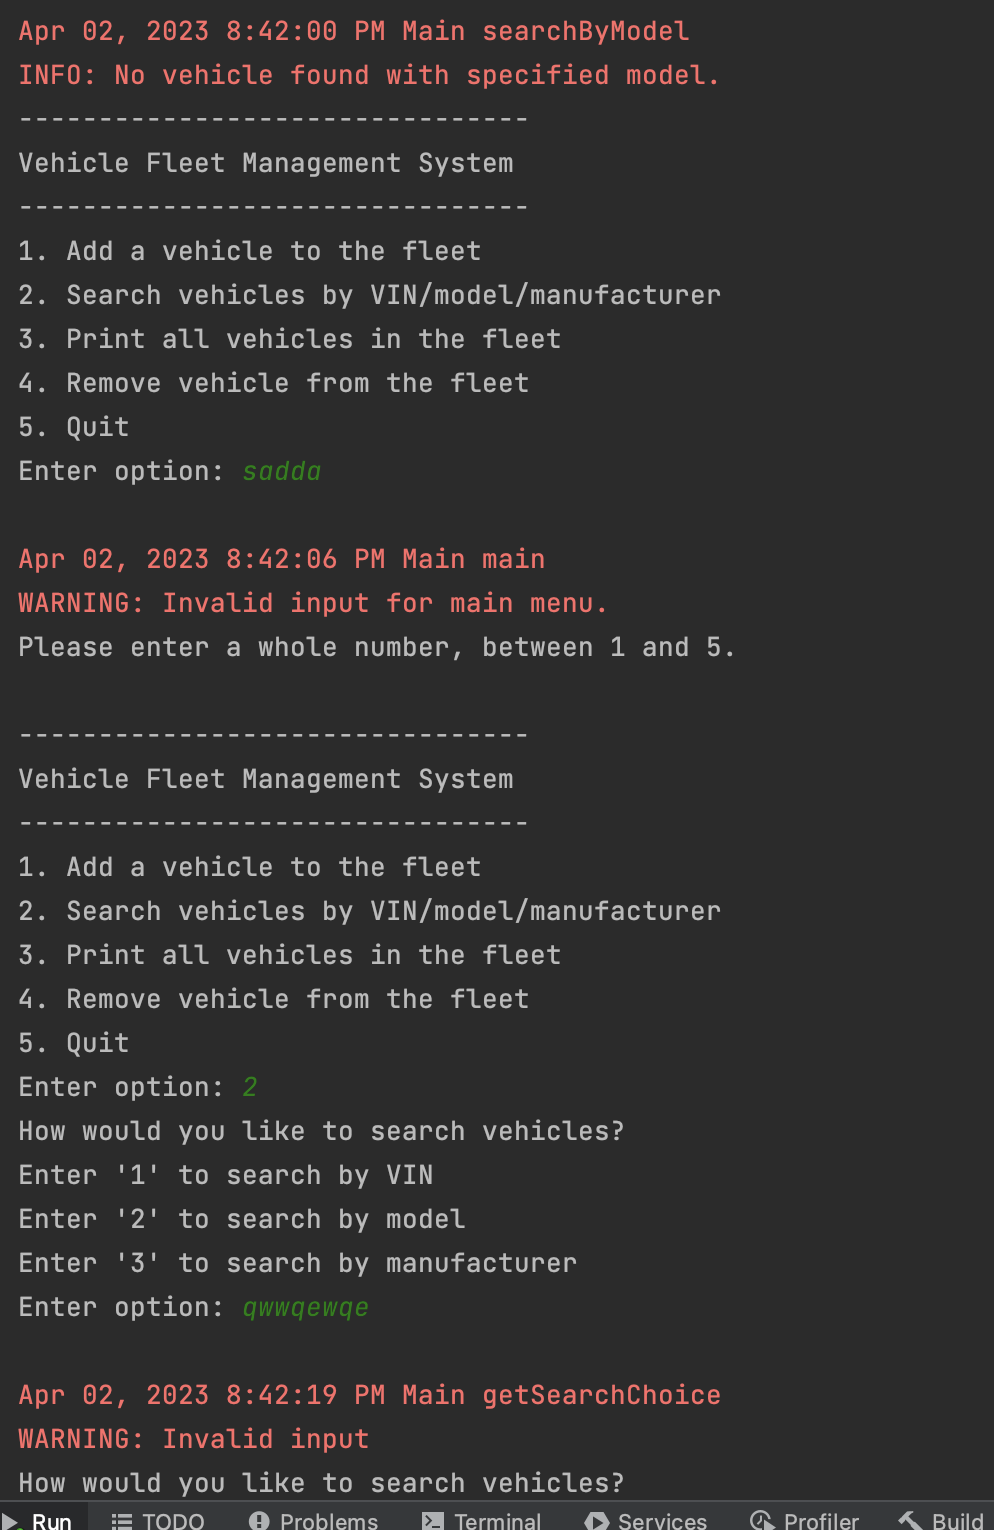 Apr 02, 2023 8:42:00 PM Main searchByModel
INFO: No vehicle found with specified model.
--------------------------------
Vehicle Fleet Management System
--------------------------------
1. Add a vehicle to the fleet
2. Search vehicles by VIN/model/manufacturer
3. Print all vehicles in the fleet
4. Remove vehicle from the fleet
5. Quit
Enter option: sadda
Apr 02, 2023 8:42:06 PM Main main
WARNING: Invalid input for main menu.
Please enter a whole number, between 1 and 5.
--------------------------------
Vehicle Fleet Management System
--------------------------------
1. Add a vehicle to the fleet
2. Search vehicles by VIN/model/manufacturer
3. Print all vehicles in the fleet
4. Remove vehicle from the fleet
5. Quit
Enter option: 2
How would you like to search vehicles?
Enter '1' to search by VIN
Enter '2' to search by model
Enter '3' to search by manufacturer
Enter option: qwwqewqe
Apr 02, 2023 8:42:19 PM Main getSearchChoice
WARNING: Invalid input
How would you like to search vehicles?
Run TODO Problems Terminal Services Profiler Build